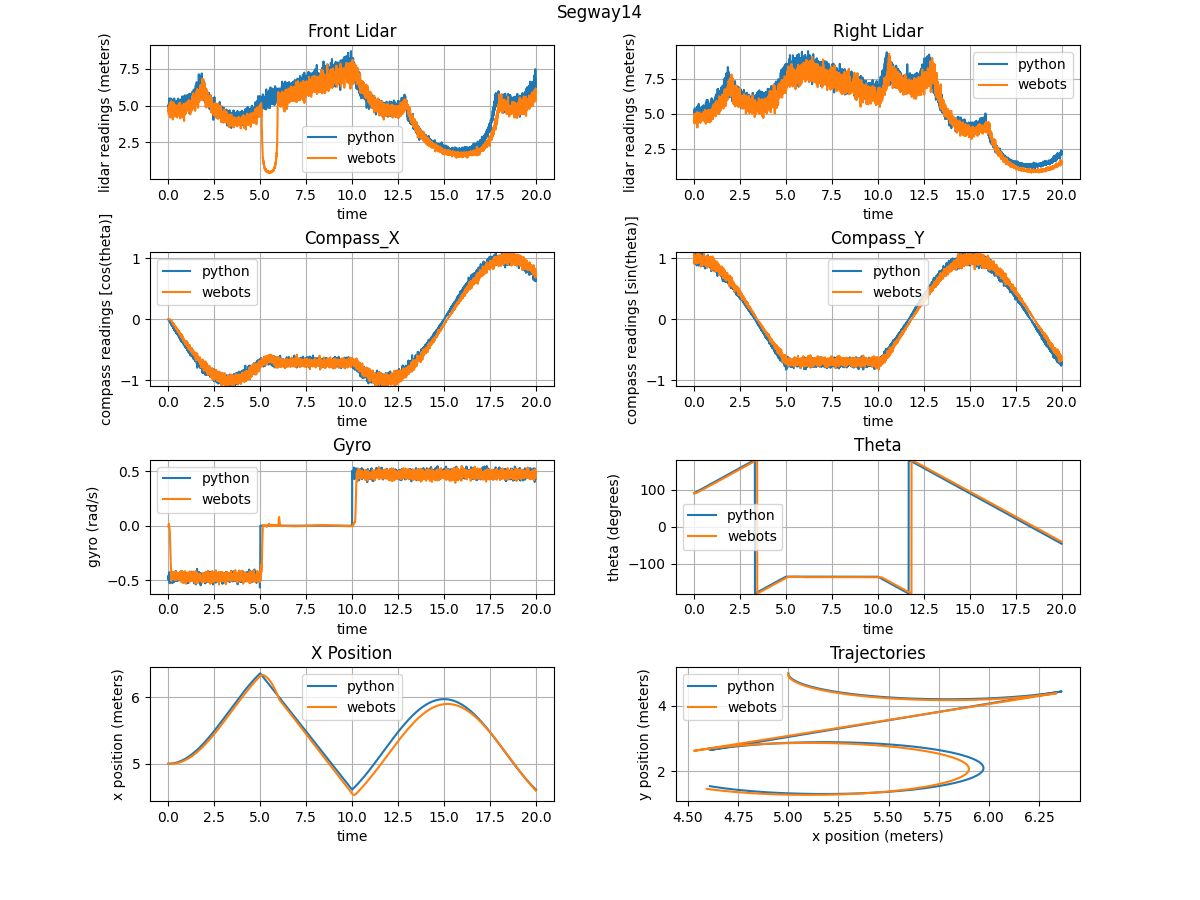 Segway14
Front Lidar
lidar readings (meters)
7.5
5.0
2.5
python
webots
0.0 2.5 5.0 7.5 10.0 12.5 15.0 17.5 20.0
time
Right Lidar
lidar readings (meters)
7.5
5.0
2.5
python
webots
0.0 2.5 5.0 7.5 10.0 12.5 15.0 17.5 20.0
time
Compass_X
compass readings [cos(theta)]
1
0
−1
python
webots
0.0 2.5 5.0 7.5 10.0 12.5 15.0 17.5 20.0
time
Compass_Y
compass readings [sin(theta)]
1
0
−1
python
webots
0.0 2.5 5.0 7.5 10.0 12.5 15.0 17.5 20.0
time
Gyro
gyro (rad/s)
0.5
0.0
−0.5
python
webots
0.0 2.5 5.0 7.5 10.0 12.5 15.0 17.5 20.0
time
Theta
theta (degrees)
100
0
−100
python
webots
0.0 2.5 5.0 7.5 10.0 12.5 15.0 17.5 20.0
time
X Position
x position (meters)
6
5
python
webots
0.0 2.5 5.0 7.5 10.0 12.5 15.0 17.5 20.0
time
Trajectories
y position (meters)
4
2
python
webots
4.50 4.75 5.00 5.25 5.50 5.75 6.00 6.25
x position (meters)